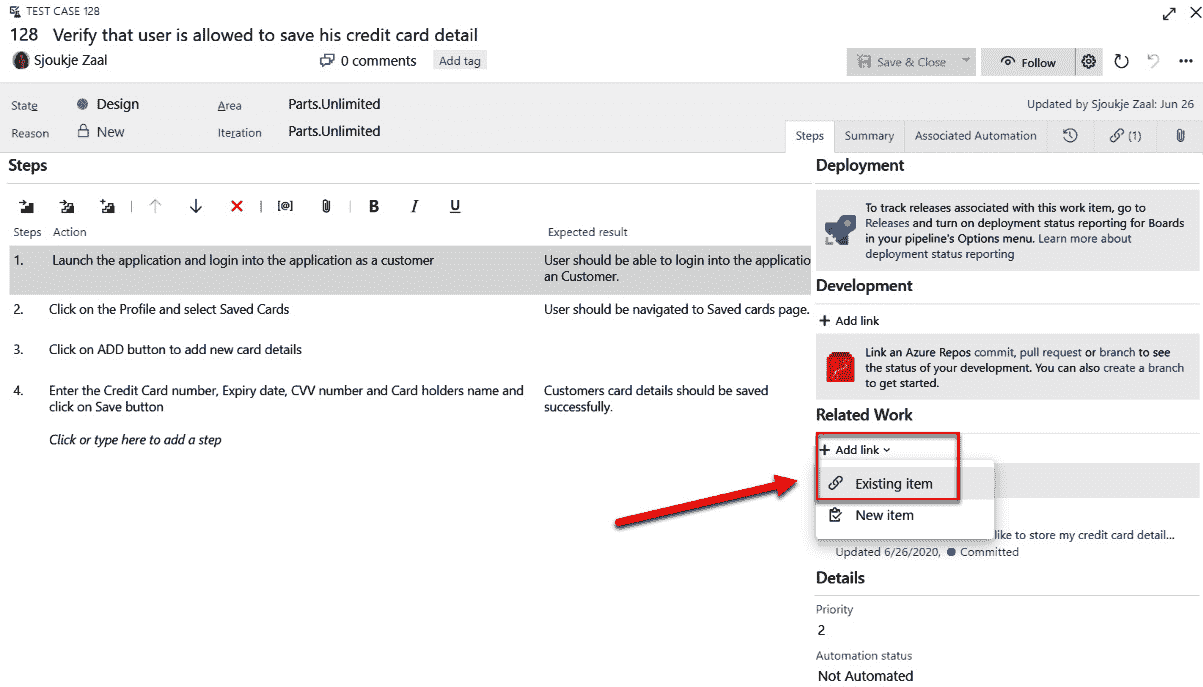 TEST CASE 128
128 Verify that user is allowed to save his credit card detail
Sjoukje Zaal
0 comments
Add tag
Save & Close
Follow
State
Design
Area
Parts.Unlimited
Updated by Sjoukje Zaal: Jun 26
Reason
New
Iteration
Parts.Unlimited
Steps
Summary
Associated Automation
(1)
Steps
[@]
B
I
U
Steps Action
Expected result
1. Launch the application and login into the application as a customer
User should be able to login into the applicatio
an Customer.
2. Click on the Profile and select Saved Cards
User should be navigated to Saved cards page.
3. Click on ADD button to add new card details
4. Enter the Credit Card number, Expiry date, CVV number and Card holders name and
click on Save button
Customers card details should be saved
successfully.
Click or type here to add a step
Deployment
To track releases associated with this work item, go to
Releases and turn on deployment status reporting for Boards
in your pipeline's Options menu. Learn more about
deployment status reporting
Development
+ Add link
Link an Azure Repos commit, pull request or branch to see
the status of your development. You can also create a branch
to get started.
Related Work
+ Add link
Existing item
New item
like to store my credit card detail...
Updated 6/26/2020, Committed
Details
Priority
2
Automation status
Not Automated